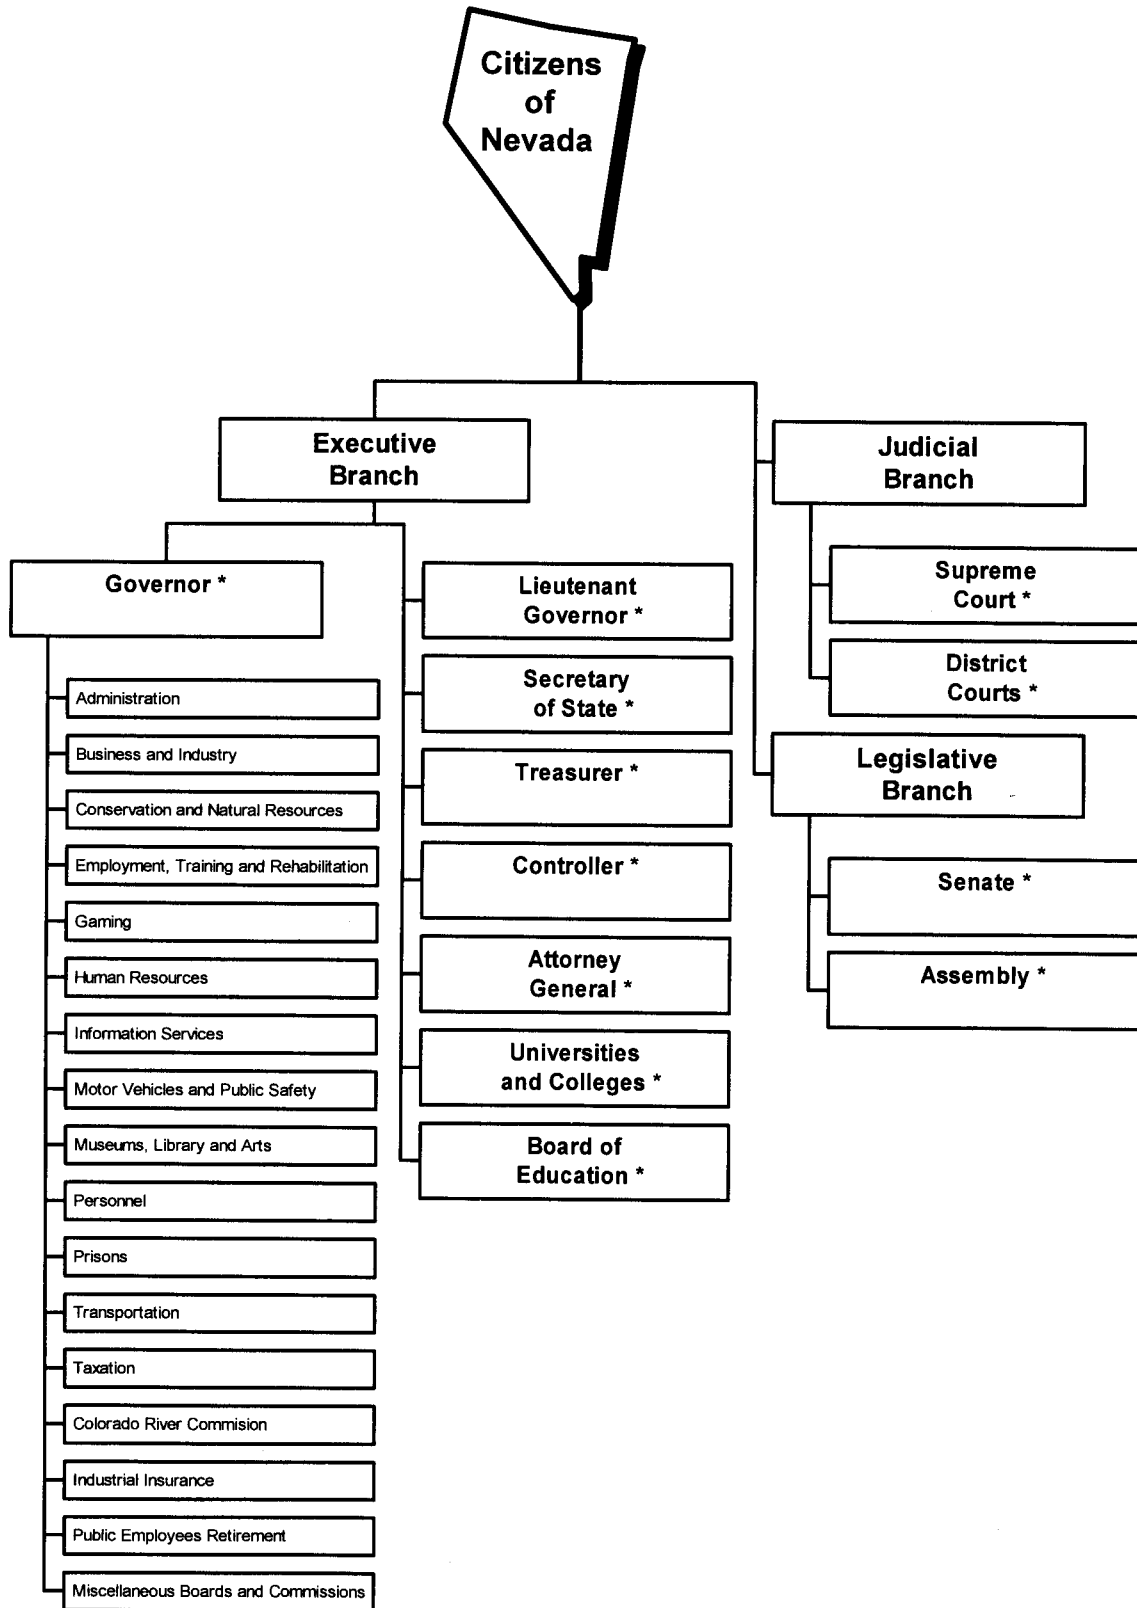 Citizens
of
Nevada
Executive
Branch
Judicial
Branch
Governor *
Lieutenant
Governor *
Supreme
Court *
Secretary
of State *
District
Courts *
Administration
Business and Industry
Treasurer *
Legislative
Branch
Conservation and Natural Resources
Employment, Training and Rehabilitation
Controller *
Senate *
Gaming
Human Resources
Attorney
General *
Assembly *
Information Services
Motor Vehicles and Public Safety
Universities
and Colleges *
Museums, Library and Arts
Board of
Education *
Personnel
Prisons
Transportation
Taxation
Colorado River Commision
Industrial Insurance
Public Employees Retirement
Miscellaneous Boards and Commissions